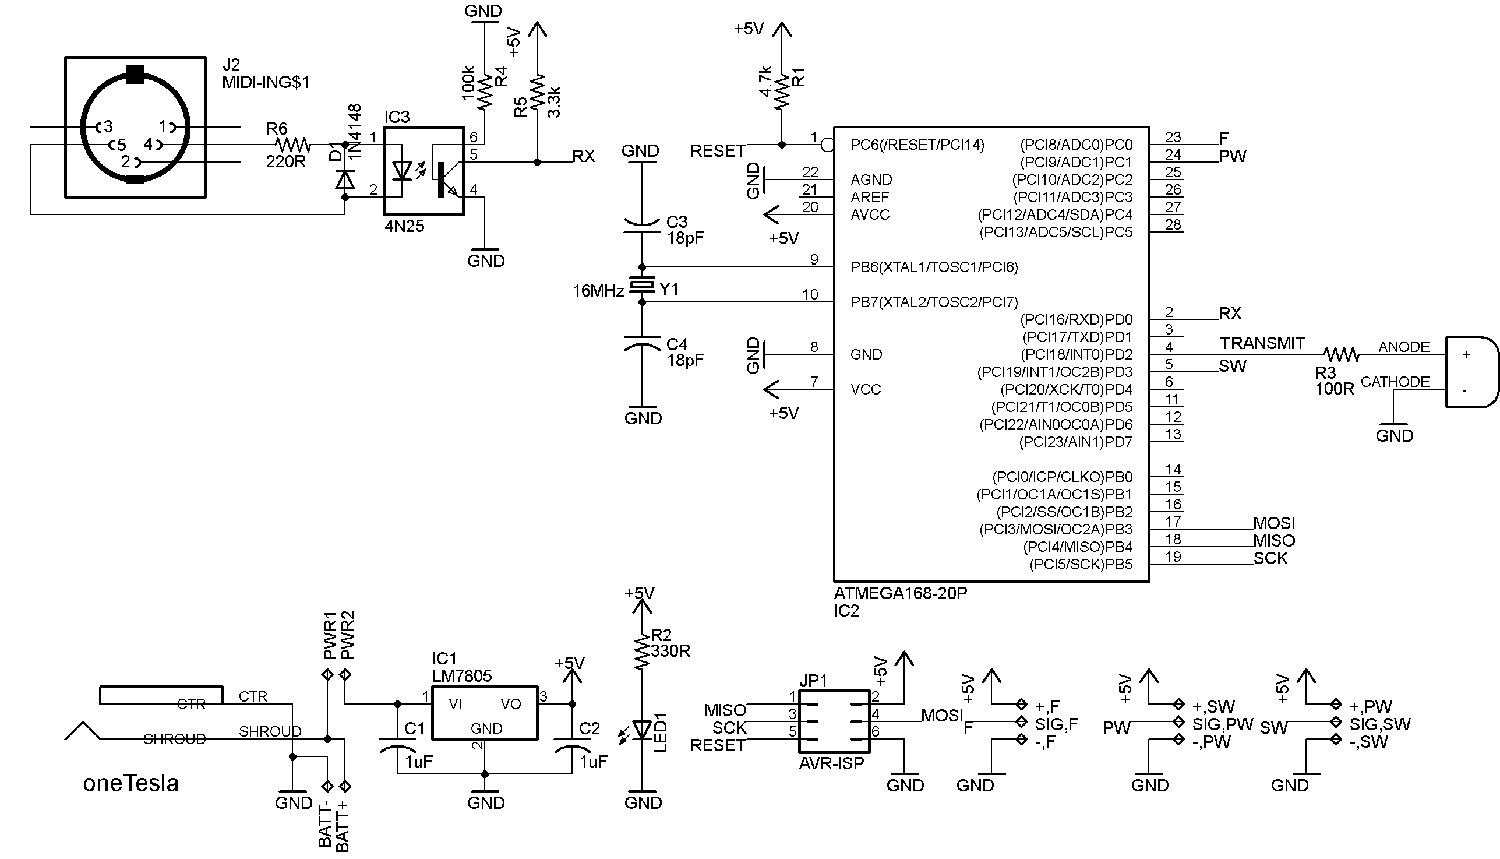 J2
MIDI-ING$1
3
1
5
4
2
R6
220R
D1
1N4148
IC3
1
2
6
5
4
4N25
GND
100k
R4
+5V
R5
3.3k
RX
GND
GND
C3
18pF
16MHz
Y1
C4
18pF
GND
+5V
4.7k
R1
RESET
1
PC6(/RESET/PCI14)
GND
22
AGND
21
AREF
20
AVCC
+5V
9
PB6(XTAL1/TOSC1/PCI6)
10
PB7(XTAL2/TOSC2/PCI7)
GND
8
GND
7
VCC
+5V
(PCI8/ADC0)PC0 23 F
(PCI9/ADC1)PC1 24 PW
(PCI10/ADC2)PC2 25
(PCI11/ADC3)PC3 26
(PCI12/ADC4/SDA)PC4 27
(PCI13/ADC5/SCL)PC5 28
(PCI16/RXD)PD0 2 RX
(PCI17/TXD)PD1 3
(PCI18/INT0)PD2 4 TRANSMIT
(PCI19/INT1/OC2B)PD3 5 SW
(PCI20/XCK/T0)PD4 6
(PCI21/T1/OC0B)PD5 11
(PCI22/AIN0OC0A)PD6 12
(PCI23/AIN1)PD7 13
(PCI0/ICP/CLKO)PB0 14
(PCI1/OC1A/OC1S)PB1 15
(PCI2/SS/OC1B)PB2 16
(PCI3/MOSI/OC2A)PB3 17 MOSI
(PCI4/MISO)PB4 18 MISO
(PCI5/SCK)PB5 19 SCK
ATMEGA168-20P
IC2
R3
100R
ANODE
CATHODE
+
-
GND
CTR
CTR
SHROUD
SHROUD
oneTesla
GND
PWR1
PWR2
BATT-
BATT+
IC1
LM7805
1
VI
VO
3
GND
2
C1
1uF
+5V
C2
1uF
GND
+5V
R2
330R
LED1
GND
JP1
MISO 1
SCK 3
RESET 5
2
4 MOSI
6
AVR-ISP
+5V
GND
+5V
+,F
F
SIG,F
-,F
GND
+5V
+,SW
PW
SIG,PW
-,PW
GND
+5V
+,PW
SW
SIG,SW
-,SW
GND